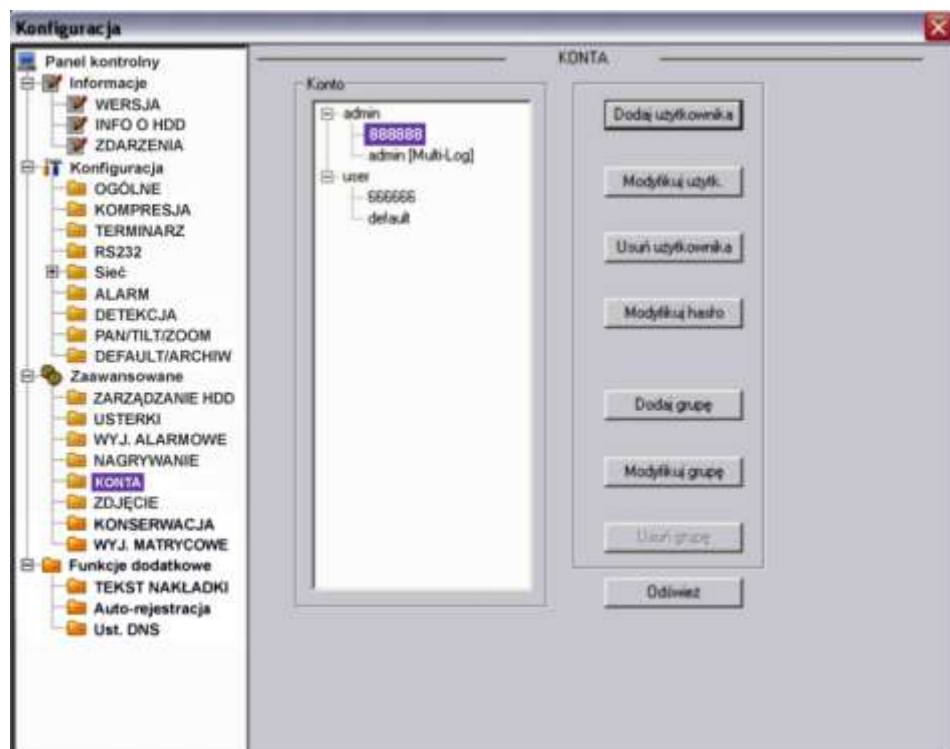 Konfiguracja
Panel kontrolny
Informacje
WERSJA
INFO O HDD
ZDARZENIA
Konfiguracja
OGÓLNE
KOMPRESJA
TERMINARZ
RS232
Sieć
ALARM
DETEKCJA
PAN/TILT/ZOOM
DEFAULT/ARCHIW
Zaawansowane
ZARZĄDZANIE HDD
USTERKI
WYJ. ALARMOWE
NAGRYWANIE
KONTA
ZDJĘCIE
KONSERWACJA
WYJ. MATRYCOWE
Funkcje dodatkowe
TEKST NAKŁADKI
Auto-rejestracja
Ust. DNS
KONTA
Konto
admin
888888
admin [Multi-Log]
user
666666
default
Dodaj użytkownika
Modyfikuj użytk.
Usuń użytkownika
Modyfikuj hasło
Dodaj grupę
Modyfikuj grupę
Usuń grupę
Odśwież